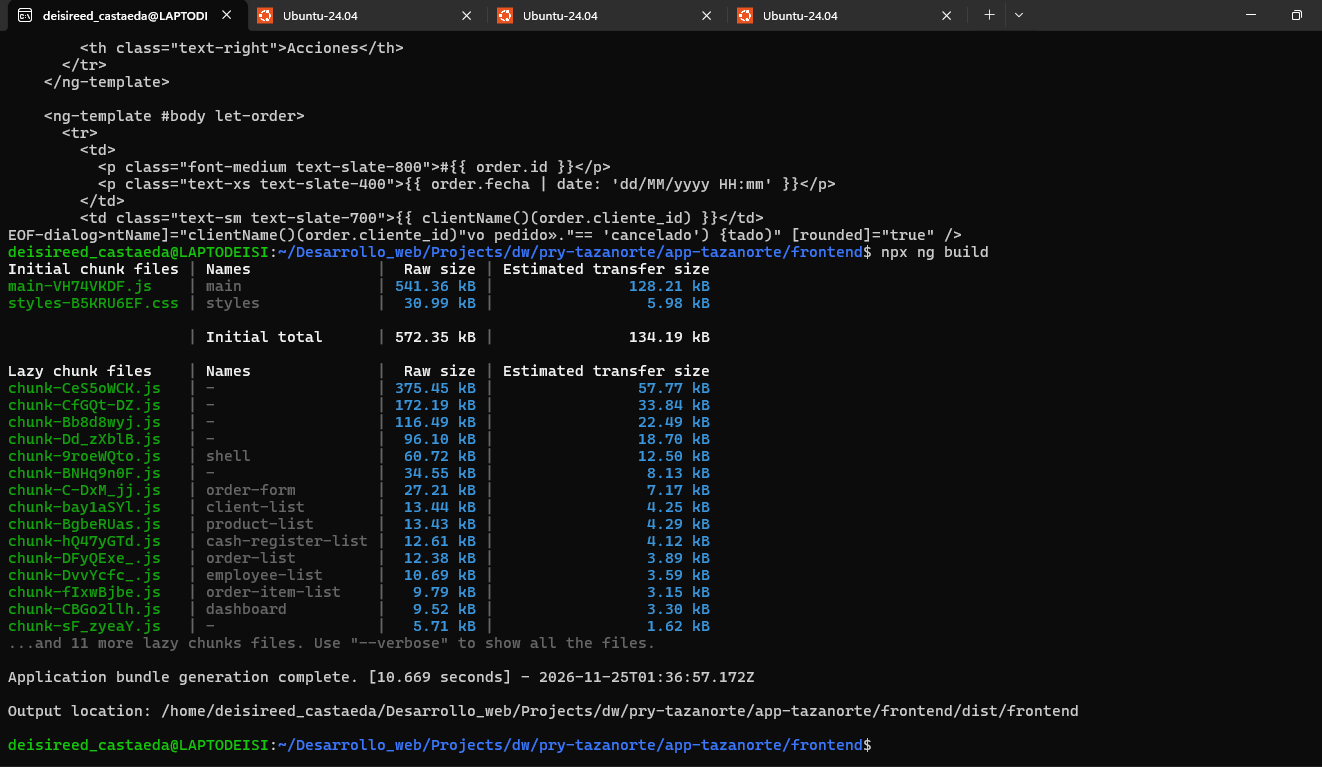 deisireed_castaeda@LAPTODI
Ubuntu-24.04
Ubuntu-24.04
Ubuntu-24.04
<th class="text-right">Acciones</th>
</tr>
</ng-template>
<ng-template #body let-order>
<tr>
<td>
<p class="font-medium text-slate-800">#{{ order.id }}</p>
<p class="text-xs text-slate-400">{{ order.fecha | date: 'dd/MM/yyyy HH:mm' }}</p>
</td>
<td class="text-sm text-slate-700">{{ clientName()(order.cliente_id) }}</td>
EOF-dialog>ntName]="clientName()(order.cliente_id)"vo pedido»."== 'cancelado') {tado)" [rounded]="true" />
deisireed_castaeda@LAPTODEISI:~/Desarrollo_web/Projects/dw/pry-tazanorte/app-tazanorte/frontend$ npx ng build
Initial chunk files | Names | Raw size | Estimated transfer size
main-VH74VKDF.js | main | 541.36 kB | 128.21 kB
styles-B5KRU6EF.css | styles | 30.99 kB | 5.98 kB
| Initial total | 572.35 kB | 134.19 kB
Lazy chunk files | Names | Raw size | Estimated transfer size
chunk-CeS5oWCK.js | - | 375.45 kB | 57.77 kB
chunk-CfGQt-DZ.js | - | 172.19 kB | 33.84 kB
chunk-Bb8d8wyj.js | - | 116.49 kB | 22.49 kB
chunk-Dd_zXblB.js | - | 96.10 kB | 18.70 kB
chunk-9roeWQto.js | shell | 60.72 kB | 12.50 kB
chunk-BNHq9n0F.js | - | 34.55 kB | 8.13 kB
chunk-C-DxM_jj.js | order-form | 27.21 kB | 7.17 kB
chunk-bay1aSYl.js | client-list | 13.44 kB | 4.25 kB
chunk-BgbeRUas.js | product-list | 13.43 kB | 4.29 kB
chunk-hQ47yGTd.js | cash-register-list | 12.61 kB | 4.12 kB
chunk-DFyQExe_.js | order-list | 12.38 kB | 3.89 kB
chunk-DvvYcfc_.js | employee-list | 10.69 kB | 3.59 kB
chunk-fIxwBjbe.js | order-item-list | 9.79 kB | 3.15 kB
chunk-CBGo2llh.js | dashboard | 9.52 kB | 3.30 kB
chunk-sF_zyeaY.js | - | 5.71 kB | 1.62 kB
...and 11 more lazy chunks files. Use "--verbose" to show all the files.
Application bundle generation complete. [10.669 seconds] - 2026-11-25T01:36:57.172Z
Output location: /home/deisireed_castaeda/Desarrollo_web/Projects/dw/pry-tazanorte/app-tazanorte/frontend/dist/frontend
deisireed_castaeda@LAPTODEISI:~/Desarrollo_web/Projects/dw/pry-tazanorte/app-tazanorte/frontend$